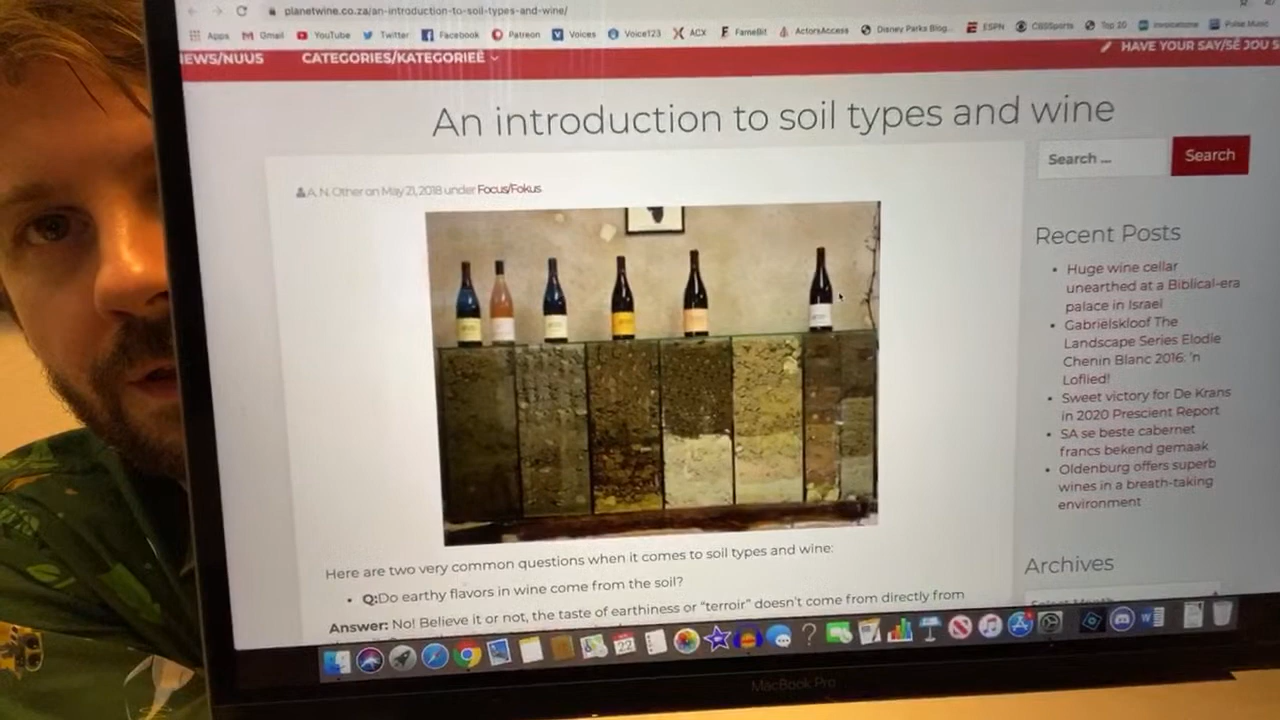 planetwine.co.za/an-introduction-to-soil-types-and-wine/
Apps Gmail YouTube Twitter Facebook Patreon Voices Voice123 ACX FameBit ActorsAccess Disney Parks Blog... ESPN CBSSports Top 20
EWS/NUUS CATEGORIES/KATEGORIEË HAVE YOUR SAY/SÊ JOU S
An introduction to soil types and wine
Search ... Search
A. N. Other on May 21, 2018 under Focus/Fokus
Recent Posts
Huge wine cellar
unearthed at a Biblical-era
palace in Israel
Gabriëlskloof The
Landscape Series Elodie
Chenin Blanc 2016: 'n
Loflied!
Sweet victory for De Krans
in 2020 Prescient Report
SA se beste cabernet
francs bekend gemaak
Oldenburg offers superb
wines in a breath-taking
environment
Archives
Select Month
Here are two very common questions when it comes to soil types and wine:
Q:Do earthy flavors in wine come from the soil?
Answer: No! Believe it or not, the taste of earthiness or “terroir” doesn't come from directly from
22
MacBook Pro